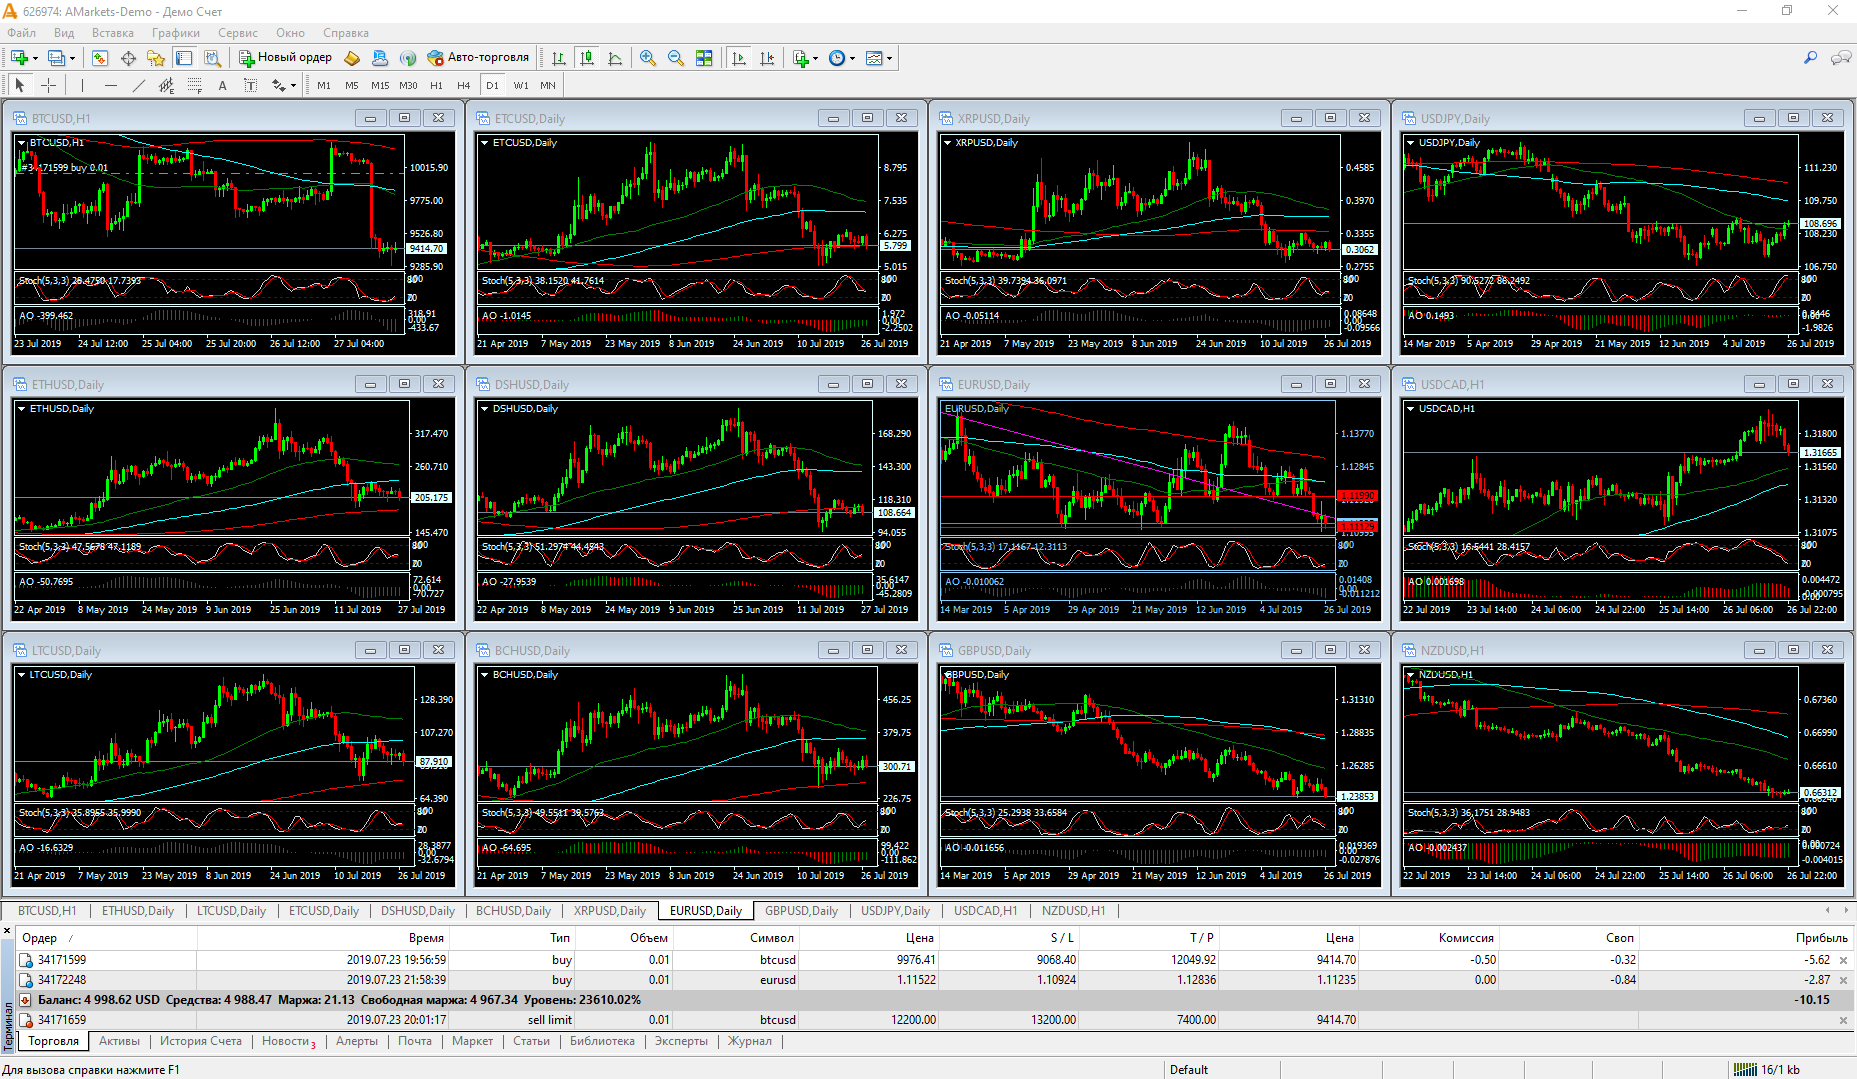 626974: AMarkets-Demo - Демо Счет
Файл Вид Вставка Графики Сервис Окно Справка
Новый ордер Авто-торговля
A T M1 M5 M15 M30 H1 H4 D1 W1 MN
BTCUSD,H1
BTCUSD,H1
#34171599 buy 0.01
10015.90
9775.00
9526.80
9414.70
9285.90
Stoch(5,3,3) 28.4750 17.7393
20
AO -399.462
318.91
0.00
-433.67
23 Jul 2019 24 Jul 12:00 25 Jul 04:00 25 Jul 20:00 26 Jul 12:00 27 Jul 04:00
ETCUSD,Daily
ETCUSD,Daily
8.795
7.535
6.275
5.799
5.015
Stoch(5,3,3) 38.1520 41.7614
20
AO -1.0145
1.972
0.00
-2.2502
21 Apr 2019 7 May 2019 23 May 2019 8 Jun 2019 24 Jun 2019 10 Jul 2019 26 Jul 2019
XRPUSD,Daily
XRPUSD,Daily
0.4585
0.3970
0.3355
0.3062
0.2755
Stoch(5,3,3) 39.7394 36.0971
20
AO -0.05114
0.08648
0.00
-0.09566
21 Apr 2019 7 May 2019 23 May 2019 8 Jun 2019 24 Jun 2019 10 Jul 2019 26 Jul 2019
USDJPY,Daily
USDJPY,Daily
111.230
109.750
108.696
108.230
106.750
Stoch(5,3,3) 90.5272 86.2492
20
AO 0.1493
-1.9826
14 Mar 2019 5 Apr 2019 29 Apr 2019 21 May 2019 12 Jun 2019 4 Jul 2019 26 Jul 2019
ETHUSD,Daily
ETHUSD,Daily
317.470
260.710
205.175
145.470
Stoch(5,3,3) 47.5678 47.1189
20
AO -50.7695
72.614
0.00
-70.727
22 Apr 2019 8 May 2019 24 May 2019 9 Jun 2019 25 Jun 2019 11 Jul 2019 27 Jul 2019
DSHUSD,Daily
DSHUSD,Daily
168.290
143.300
118.310
108.664
94.055
Stoch(5,3,3) 51.2974 44.4543
20
AO -27.9539
35.6147
0.00
-45.2809
22 Apr 2019 8 May 2019 24 May 2019 9 Jun 2019 25 Jun 2019 11 Jul 2019 27 Jul 2019
EURUSD,Daily
EURUSD,Daily
1.13770
1.12845
1.11990
1.11129
1.10995
Stoch(5,3,3) 17.1167 12.3113
20
AO -0.010062
0.01408
0.00
-0.011212
14 Mar 2019 5 Apr 2019 29 Apr 2019 21 May 2019 12 Jun 2019 4 Jul 2019 26 Jul 2019
USDCAD,H1
USDCAD,H1
1.31800
1.31665
1.31560
1.31320
1.31075
Stoch(5,3,3) 16.5441 28.4157
20
AO 0.001698
0.004472
-0.000795
22 Jul 2019 23 Jul 14:00 24 Jul 06:00 24 Jul 22:00 25 Jul 14:00 26 Jul 06:00 26 Jul 22:00
LTCUSD,Daily
LTCUSD,Daily
128.390
107.270
87.910
64.390
Stoch(5,3,3) 35.8955 35.9990
20
AO -16.6329
28.3877
0.00
-32.6794
21 Apr 2019 7 May 2019 23 May 2019 8 Jun 2019 24 Jun 2019 10 Jul 2019 26 Jul 2019
BCHUSD,Daily
BCHUSD,Daily
456.25
379.75
300.71
226.75
Stoch(5,3,3) 49.5511 39.5763
20
AO -64.695
99.422
0.00
-111.862
21 Apr 2019 7 May 2019 23 May 2019 8 Jun 2019 24 Jun 2019 10 Jul 2019 26 Jul 2019
GBPUSD,Daily
GBPUSD,Daily
1.31310
1.28835
1.26285
1.23853
Stoch(5,3,3) 25.2938 33.6584
20
AO -0.011656
0.019369
0.00
-0.027876
14 Mar 2019 5 Apr 2019 29 Apr 2019 21 May 2019 12 Jun 2019 4 Jul 2019 26 Jul 2019
NZDUSD,H1
NZDUSD,H1
0.67360
0.66990
0.66610
0.66312
0.66240
Stoch(5,3,3) 36.1751 28.9483
20
AO -0.002437
0.000724
-0.004015
22 Jul 2019 23 Jul 14:00 24 Jul 06:00 24 Jul 22:00 25 Jul 14:00 26 Jul 06:00 26 Jul 22:00
BTCUSD,H1 ETHUSD,Daily LTCUSD,Daily ETCUSD,Daily DSHUSD,Daily BCHUSD,Daily XRPUSD,Daily EURUSD,Daily GBPUSD,Daily USDJPY,Daily USDCAD,H1 NZDUSD,H1
Ордер / Время Тип Объем Символ Цена S / L T / P Цена Комиссия Своп Прибыль
34171599 2019.07.23 19:56:59 buy 0.01 btcusd 9976.41 9068.40 12049.92 9414.70 -0.50 -0.32 -5.62
34172248 2019.07.23 21:58:39 buy 0.01 eurusd 1.11522 1.10924 1.12836 1.11235 0.00 -0.84 -2.87
Баланс: 4 998.62 USD Средства: 4 988.47 Маржа: 21.13 Свободная маржа: 4 967.34 Уровень: 23610.02% -10.15
34171659 2019.07.23 20:01:17 sell limit 0.01 btcusd 12200.00 13200.00 7400.00 9414.70
Терминал
Торговля Активы История Счета Новости 3 Алерты Почта Маркет Статьи Библиотека Эксперты Журнал
Для вызова справки нажмите F1 Default 16/1 kb